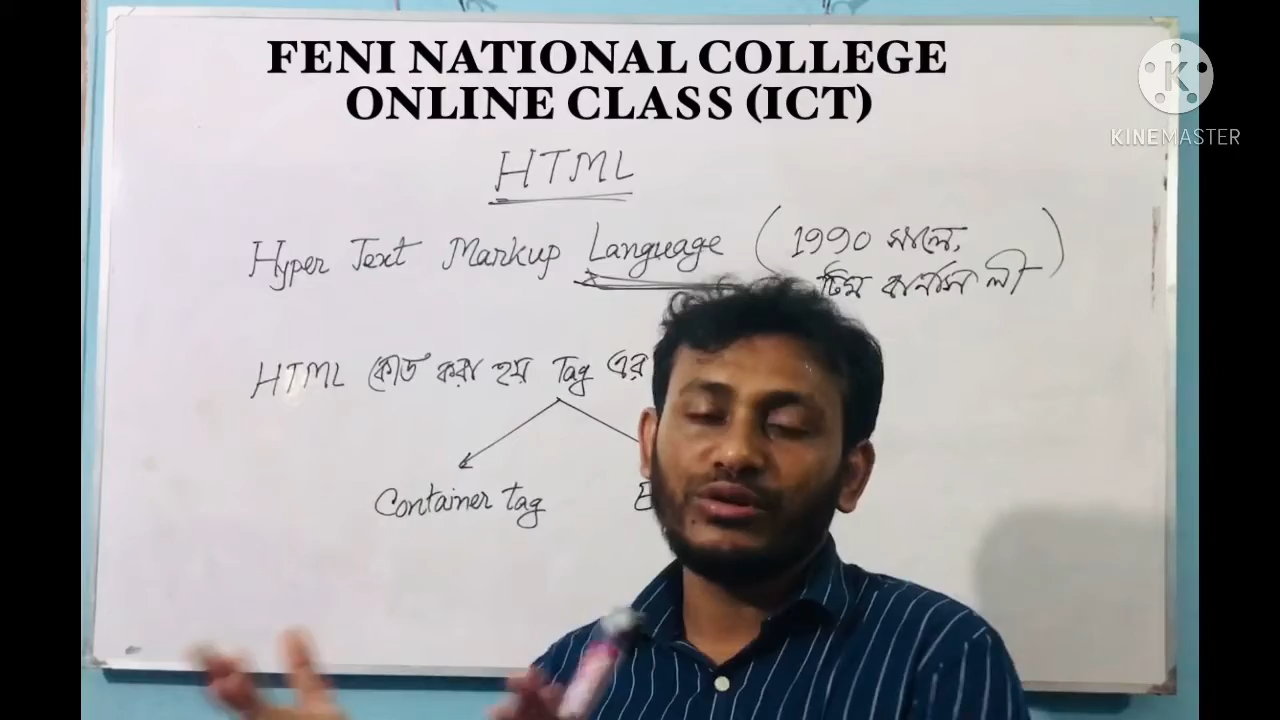 FENI NATIONAL COLLEGE
ONLINE CLASS (ICT)
K
KINEMASTER
HTML
Hyper Text Markup Language (1990 সালে,
টিম বার্নার্স লী)
HTML কোড করা হয় Tag এর
Container tag E